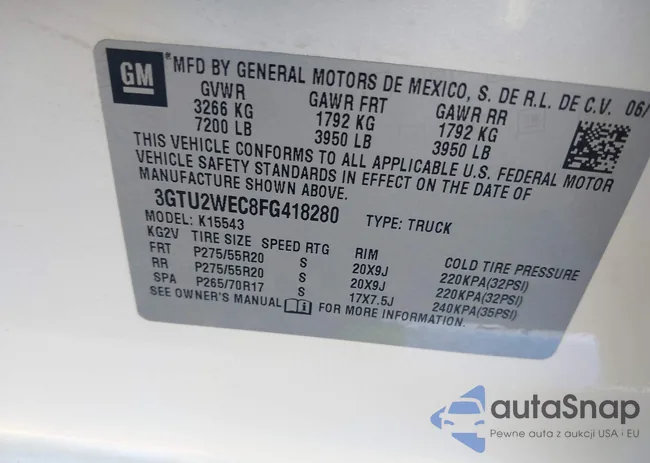 GM
*MFD BY GENERAL MOTORS DE MEXICO, S. DE R.L. DE C.V. 06/
GVWR GAWR FRT GAWR RR
3266 KG 1792 KG 1792 KG
7200 LB 3950 LB 3950 LB
THIS VEHICLE CONFORMS TO ALL APPLICABLE U.S. FEDERAL MOTOR
VEHICLE SAFETY STANDARDS IN EFFECT ON THE DATE OF
MANUFACTURE SHOWN ABOVE.
3GTU2WEC8FG418280 TYPE: TRUCK
MODEL: K15543
KG2V TIRE SIZE SPEED RTG RIM COLD TIRE PRESSURE
FRT P275/55R20 S 20X9J 220KPA(32PSI)
RR P275/55R20 S 20X9J 220KPA(32PSI)
SPA P265/70R17 S 17X7.5J 240KPA(35PSI)
SEE OWNER'S MANUAL i FOR MORE INFORMATION.
autaSnap
Pewne auta z aukcji USA i EU